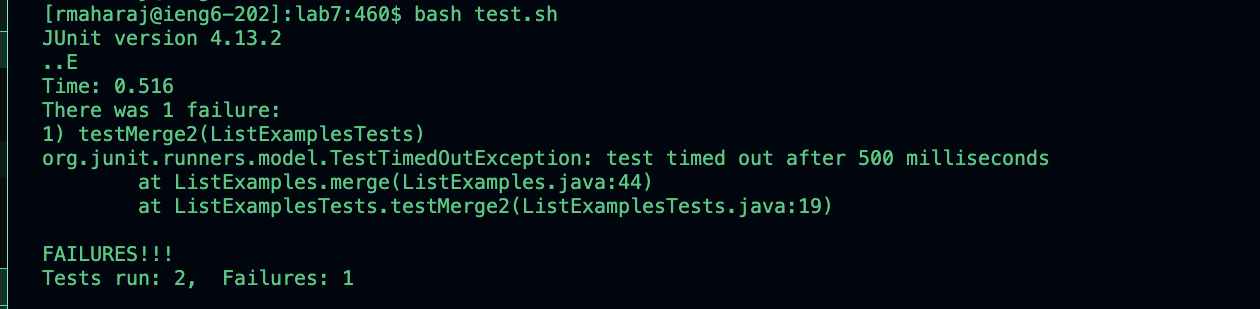 [rmaharaj@ieng6-202]:lab7:460$ bash test.sh
JUnit version 4.13.2
..E
Time: 0.516
There was 1 failure:
1) testMerge2(ListExamplesTests)
org.junit.runners.model.TestTimedOutException: test timed out after 500 milliseconds
        at ListExamples.merge(ListExamples.java:44)
        at ListExamplesTests.testMerge2(ListExamplesTests.java:19)

FAILURES!!!
Tests run: 2,  Failures: 1